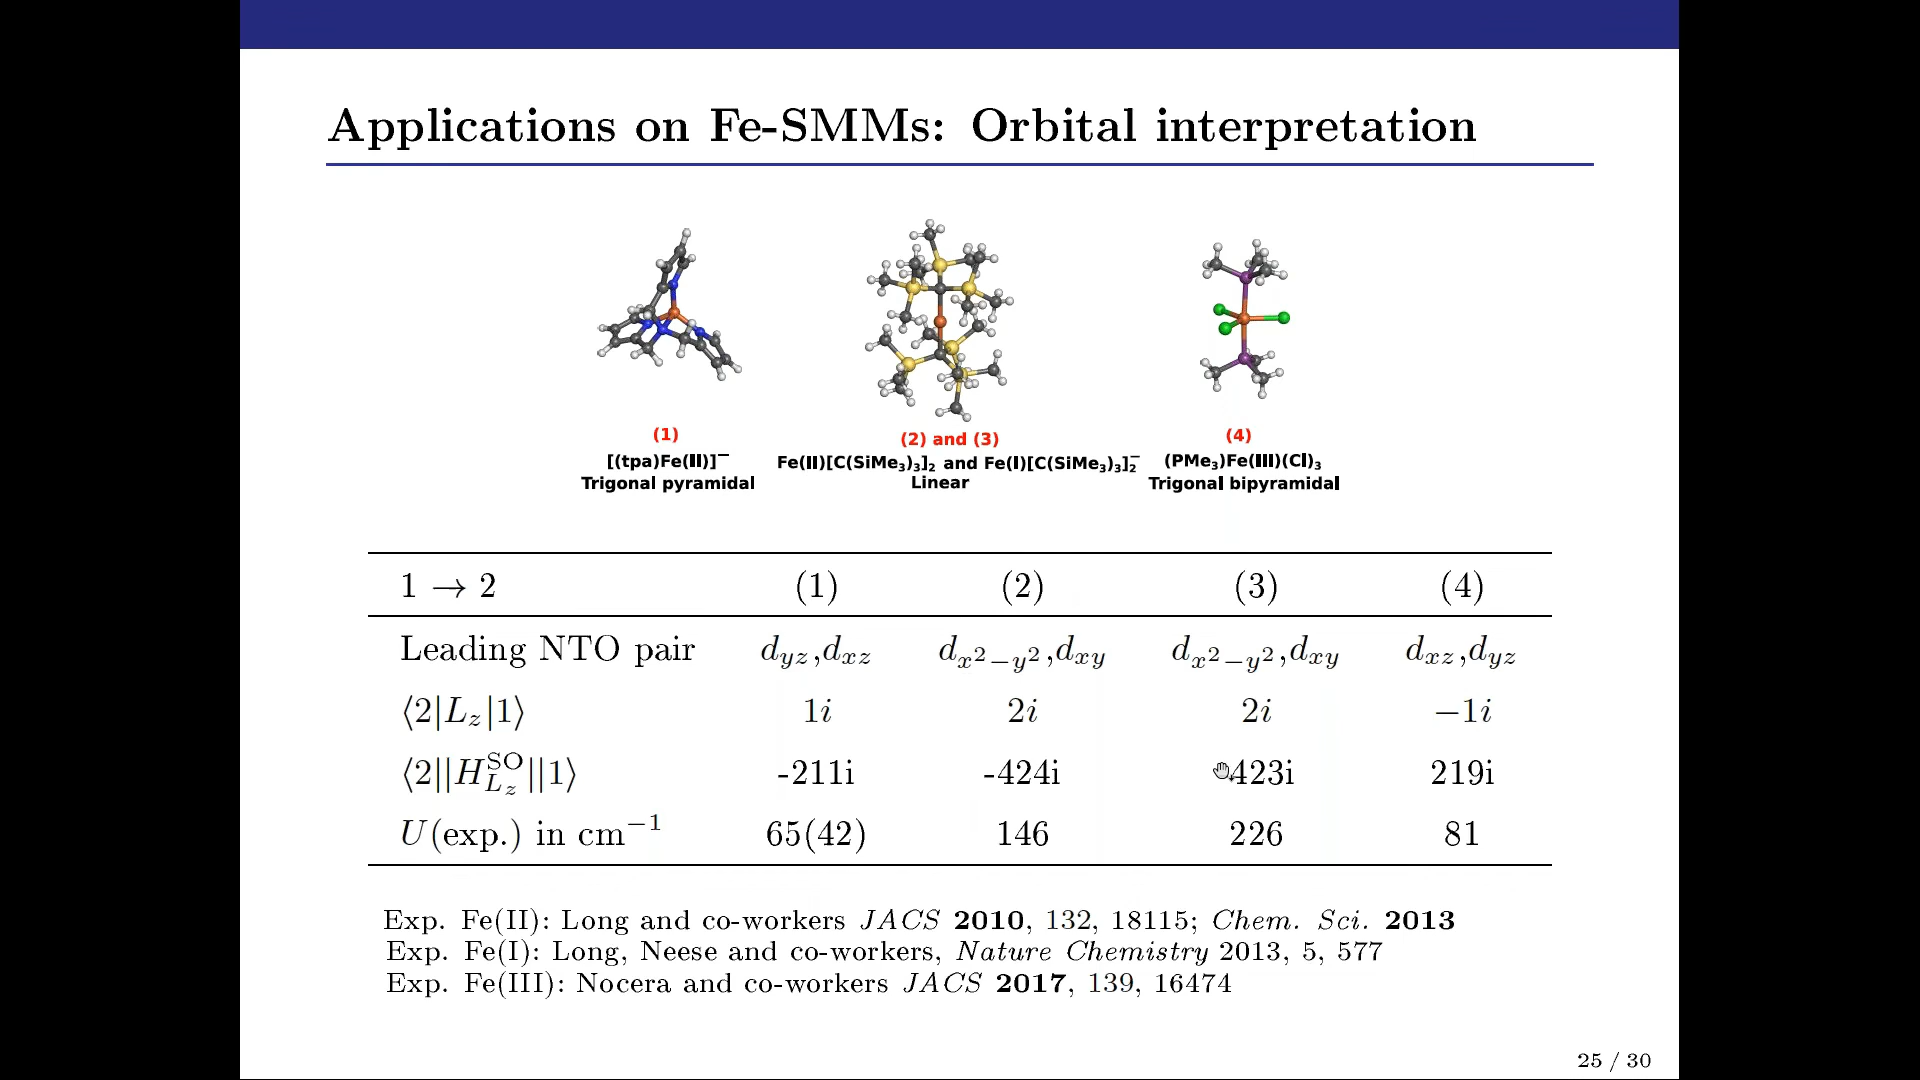 Applications on Fe-SMMs: Orbital interpretation
(1)
[(tpa)Fe(II)]⁻
Trigonal pyramidal
(2) and (3)
Fe(II)[C(SiMe₃)₃]₂ and Fe(I)[C(SiMe₃)₃]₂⁻
Linear
(4)
(PMe₃)Fe(III)(Cl)₃
Trigonal bipyramidal
1 → 2 (1) (2) (3) (4)
Leading NTO pair d_yz,d_xz d_x²−y²,d_xy d_x²−y²,d_xy d_xz,d_yz
⟨2|L_z|1⟩ 1i 2i 2i −1i
⟨2||H^SO_L_z||1⟩ -211i -424i 423i 219i
U(exp.) in cm⁻¹ 65(42) 146 226 81
Exp. Fe(II): Long and co-workers JACS 2010, 132, 18115; Chem. Sci. 2013
Exp. Fe(I): Long, Neese and co-workers, Nature Chemistry 2013, 5, 577
Exp. Fe(III): Nocera and co-workers JACS 2017, 139, 16474
25 / 30